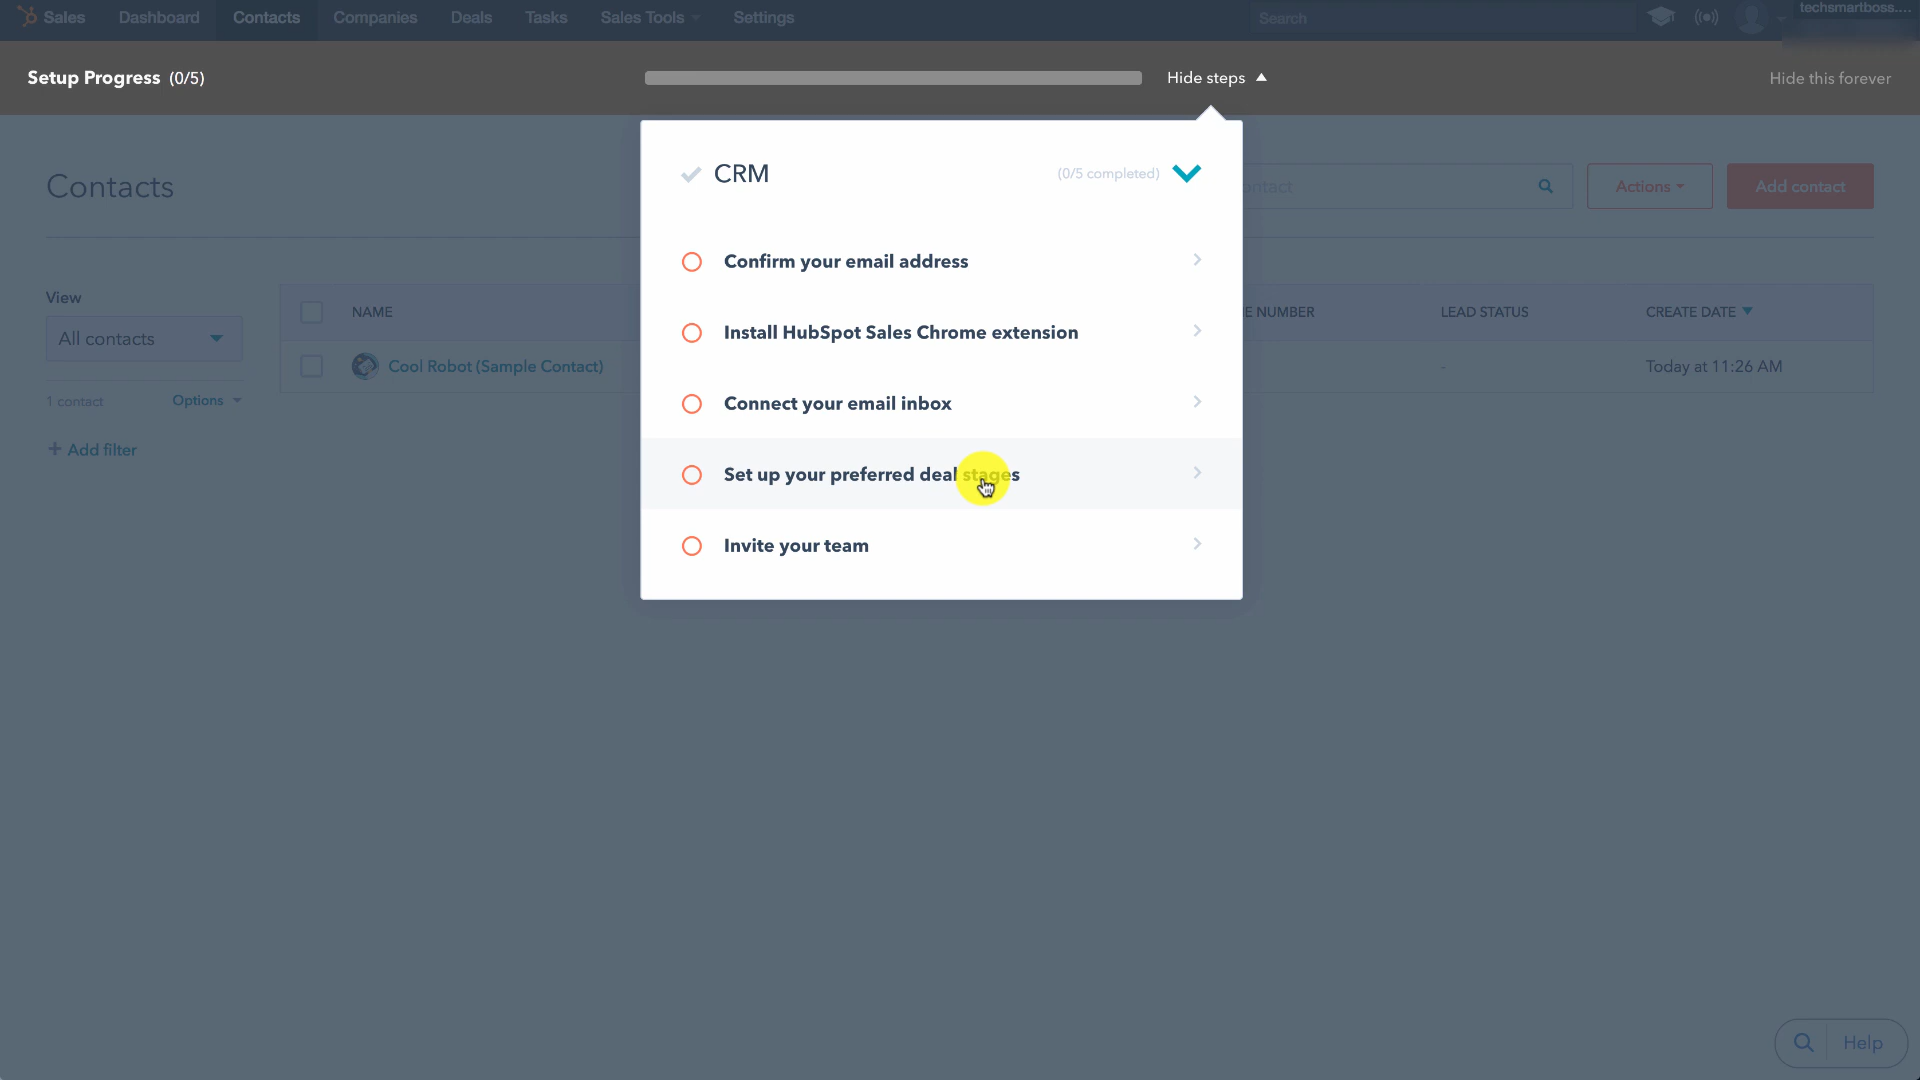 Sales Dashboard Contacts Companies Deals Tasks Sales Tools Settings Search techsmartboss....
Setup Progress (0/5) Hide steps Hide this forever
Contacts
CRM (0/5 completed)
Actions Add contact
Confirm your email address
Install HubSpot Sales Chrome extension
Connect your email inbox
Set up your preferred deal stages
Invite your team
View
All contacts
1 contact Options
+ Add filter
NAME NUMBER LEAD STATUS CREATE DATE
Cool Robot (Sample Contact) - Today at 11:26 AM
Help